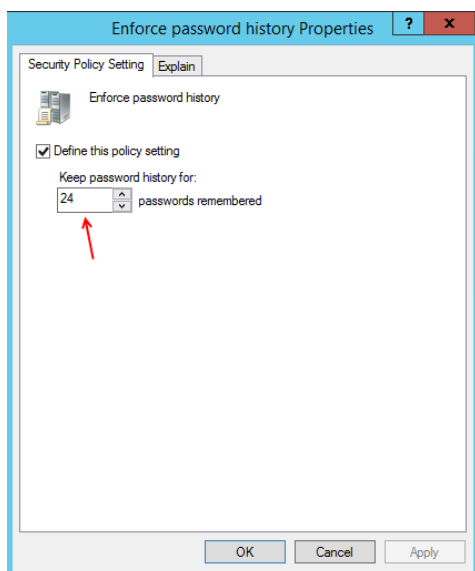 Enforce password history Properties
?
x
Security Policy Setting
Explain
Enforce password history
Define this policy setting
Keep password history for:
24
passwords remembered
OK
Cancel
Apply